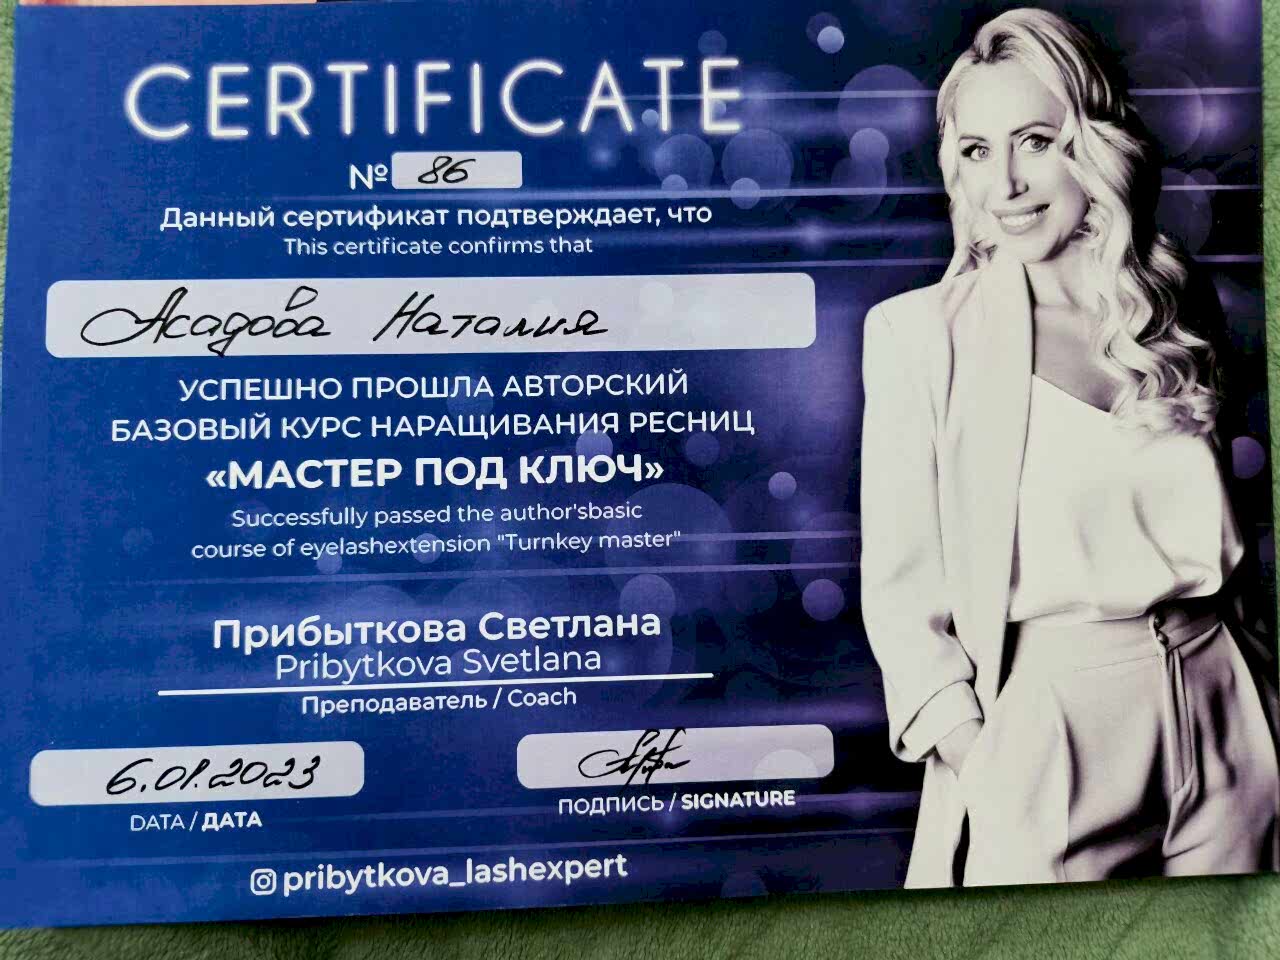 CERTIFICATE
№ 86
Данный сертификат подтверждает, что
This certificate confirms that
Асадова Наталия
УСПЕШНО ПРОШЛА АВТОРСКИЙ
БАЗОВЫЙ КУРС НАРАЩИВАНИЯ РЕСНИЦ
«МАСТЕР ПОД КЛЮЧ»
Successfully passed the author'sbasic
course of eyelashextension "Turnkey master"
Прибыткова Светлана
Pribytkova Svetlana
Преподаватель / Coach
6.01.2023
DATA / ДАТА
ПОДПИСЬ / SIGNATURE
pribytkova_lashexpert